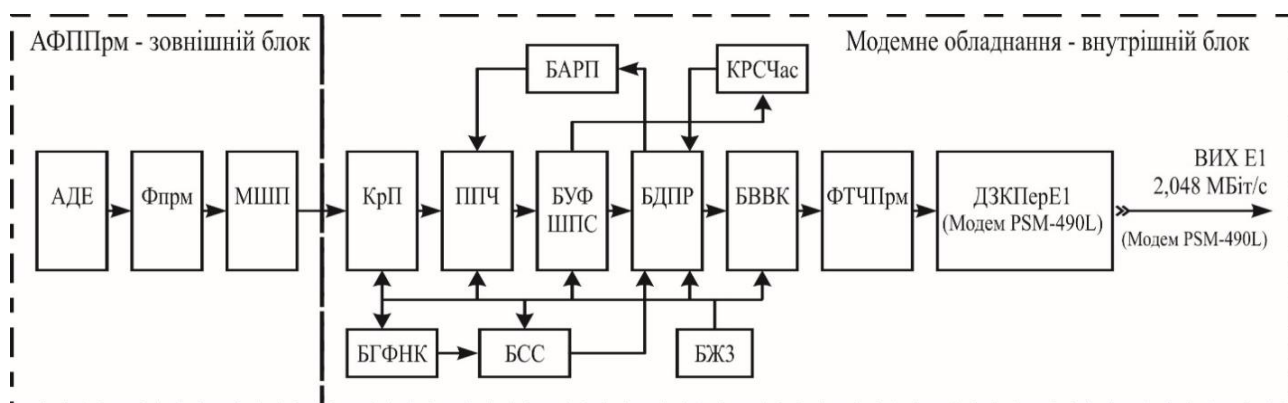 АФППрм - зовнішній блок
Модемне обладнання - внутрішній блок
БАРП
КРСЧас
АДЕ
Фпрм
МШП
КрП
ППЧ
БУФ
ШПС
БДПР
БВВК
ФТЧПрм
ДЗКПерЕ1
(Модем PSM-490L)
ВИХ Е1
2,048 МБіт/с
(Модем PSM-490L)
БГФНК
БСС
БЖЗ